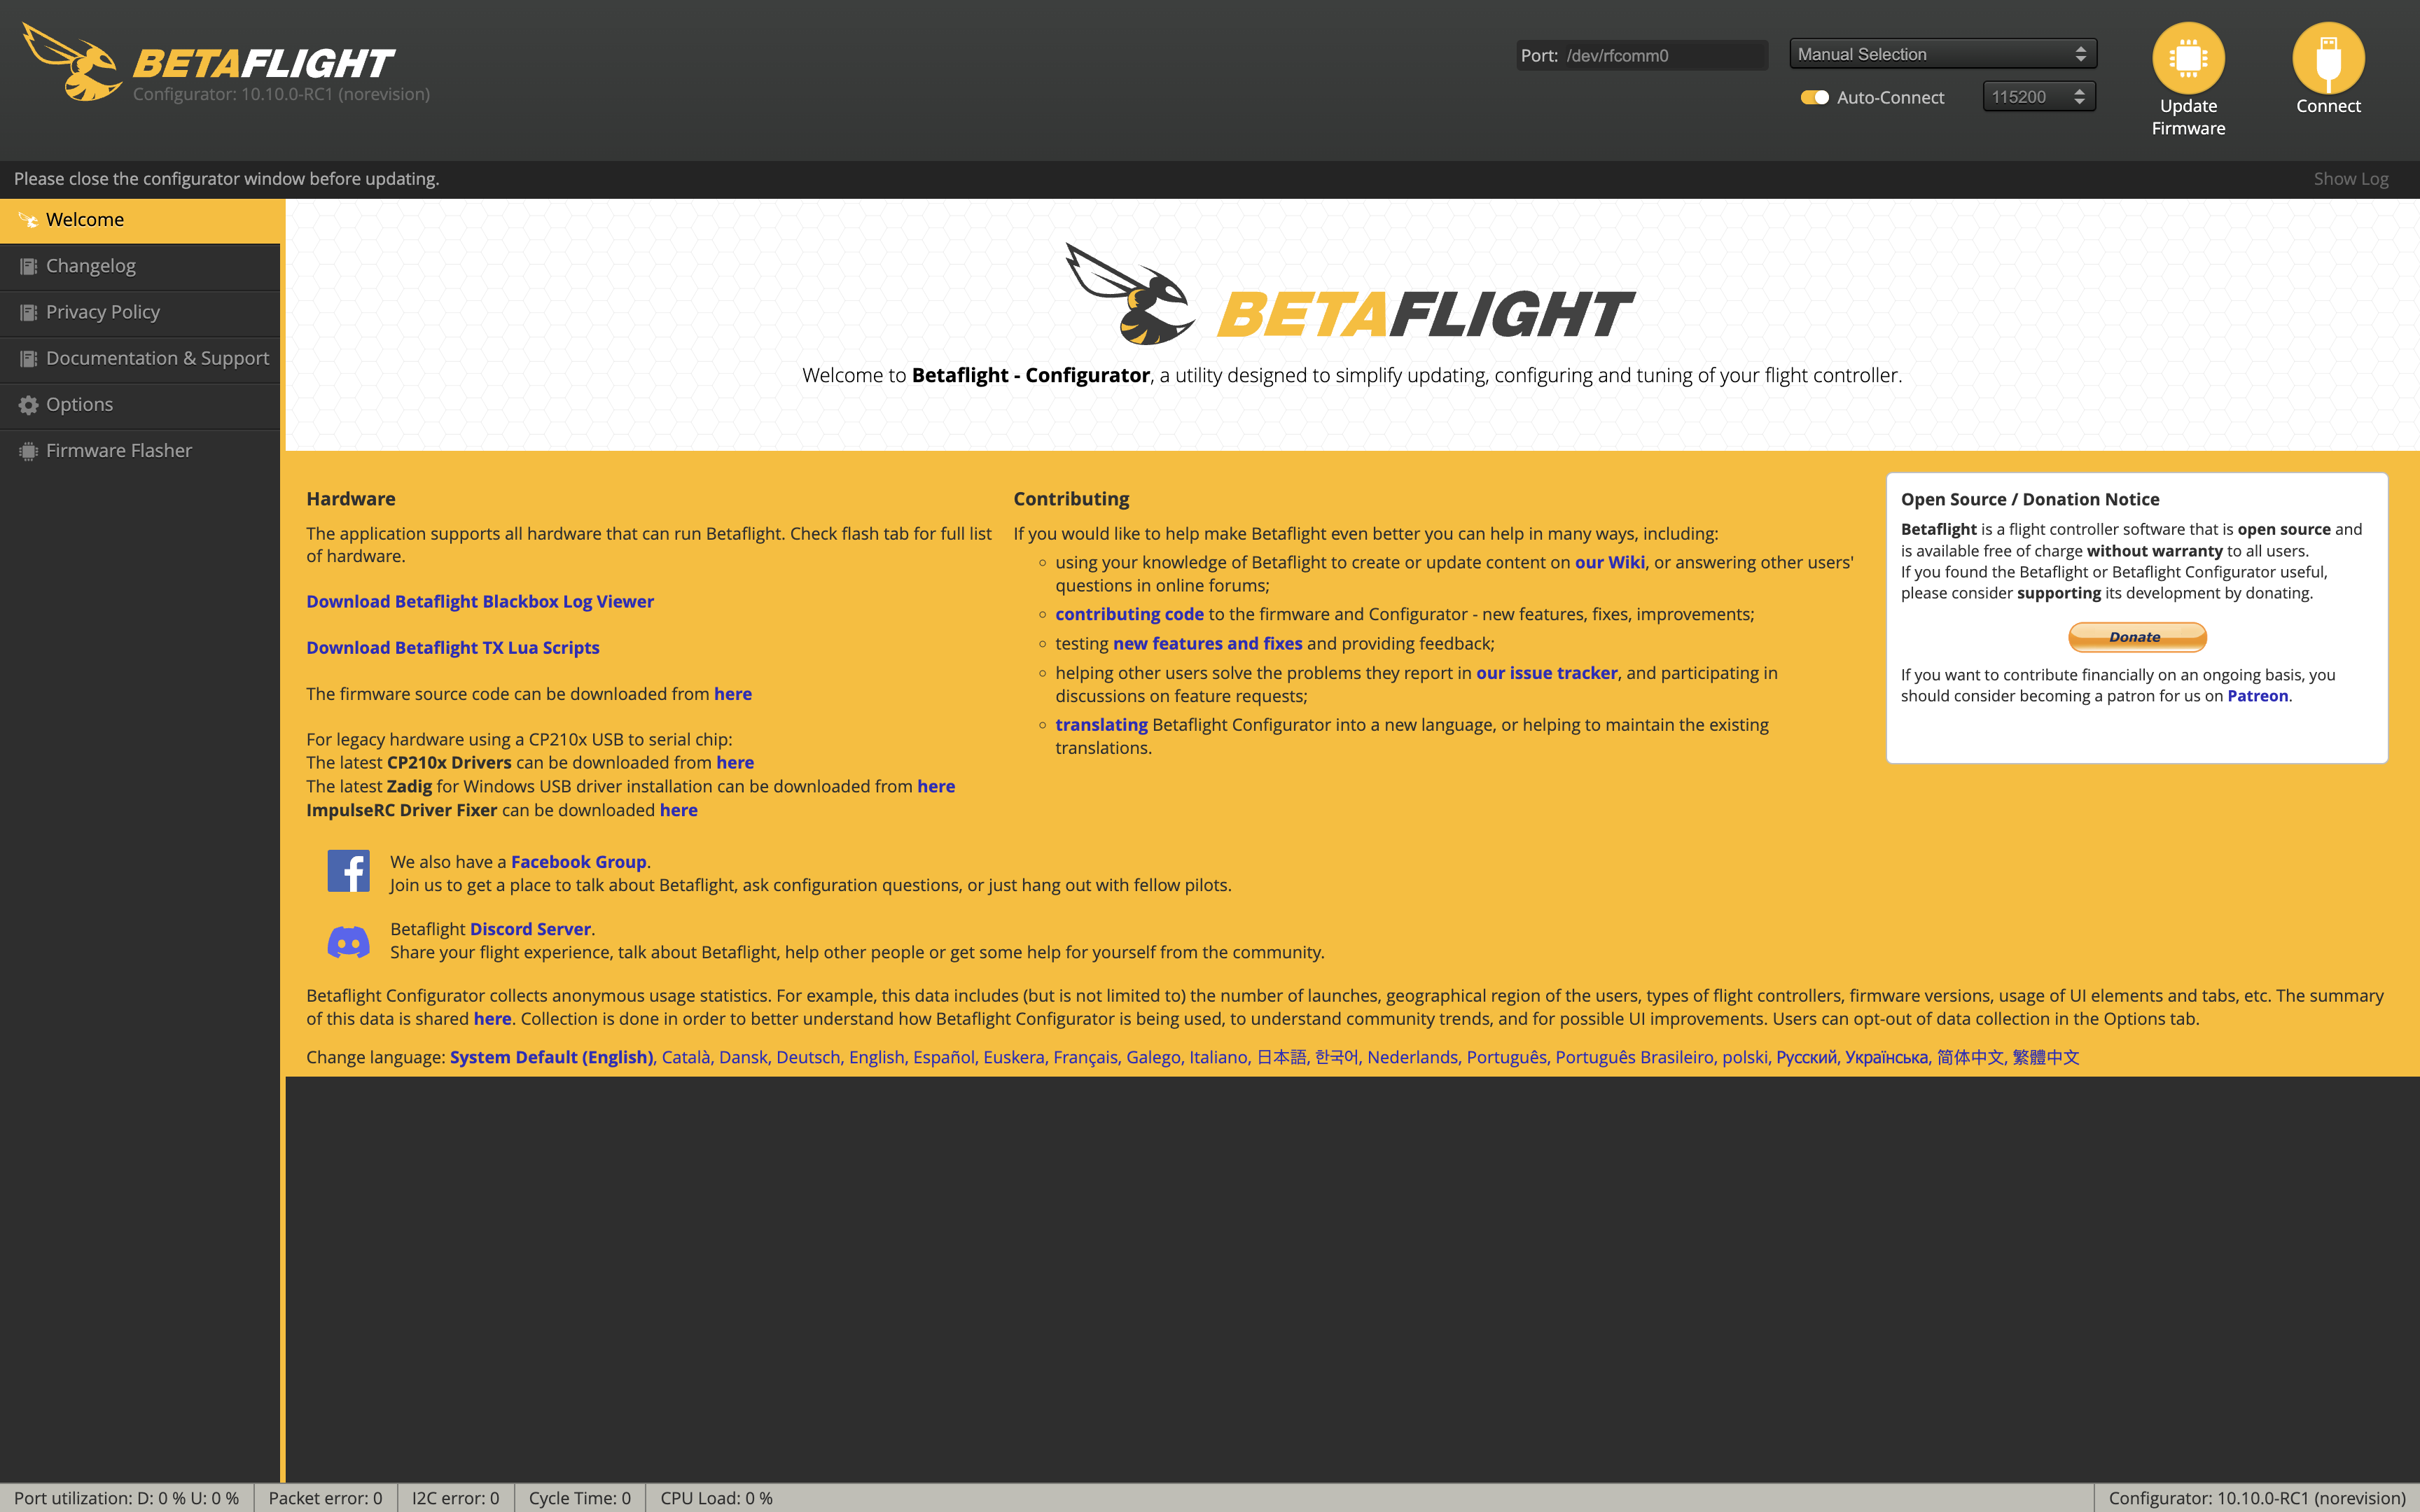 BETAFLIGHT
Configurator: 10.10.0-RC1 (norevision)
Port: /dev/rfcomm0
Manual Selection
Auto-Connect
115200
Update
Firmware
Connect
Please close the configurator window before updating.
Show Log
Welcome
Changelog
Privacy Policy
Documentation & Support
Options
Firmware Flasher
BETAFLIGHT
Welcome to Betaflight - Configurator, a utility designed to simplify updating, configuring and tuning of your flight controller.
Hardware
The application supports all hardware that can run Betaflight. Check flash tab for full list
of hardware.
Download Betaflight Blackbox Log Viewer
Download Betaflight TX Lua Scripts
The firmware source code can be downloaded from here
For legacy hardware using a CP210x USB to serial chip:
The latest CP210x Drivers can be downloaded from here
The latest Zadig for Windows USB driver installation can be downloaded from here
ImpulseRC Driver Fixer can be downloaded here
Contributing
If you would like to help make Betaflight even better you can help in many ways, including:
using your knowledge of Betaflight to create or update content on our Wiki, or answering other users'
questions in online forums;
contributing code to the firmware and Configurator - new features, fixes, improvements;
testing new features and fixes and providing feedback;
helping other users solve the problems they report in our issue tracker, and participating in
discussions on feature requests;
translating Betaflight Configurator into a new language, or helping to maintain the existing
translations.
Open Source / Donation Notice
Betaflight is a flight controller software that is open source and
is available free of charge without warranty to all users.
If you found the Betaflight or Betaflight Configurator useful,
please consider supporting its development by donating.
Donate
If you want to contribute financially on an ongoing basis, you
should consider becoming a patron for us on Patreon.
We also have a Facebook Group.
Join us to get a place to talk about Betaflight, ask configuration questions, or just hang out with fellow pilots.
Betaflight Discord Server.
Share your flight experience, talk about Betaflight, help other people or get some help for yourself from the community.
Betaflight Configurator collects anonymous usage statistics. For example, this data includes (but is not limited to) the number of launches, geographical region of the users, types of flight controllers, firmware versions, usage of UI elements and tabs, etc. The summary
of this data is shared here. Collection is done in order to better understand how Betaflight Configurator is being used, to understand community trends, and for possible UI improvements. Users can opt-out of data collection in the Options tab.
Change language: System Default (English), Català, Dansk, Deutsch, English, Español, Euskera, Français, Galego, Italiano, 日本語, 한국어, Nederlands, Português, Português Brasileiro, polski, Русский, Українська, 简体中文, 繁體中文
Port utilization: D: 0 % U: 0 %
Packet error: 0
I2C error: 0
Cycle Time: 0
CPU Load: 0 %
Configurator: 10.10.0-RC1 (norevision)